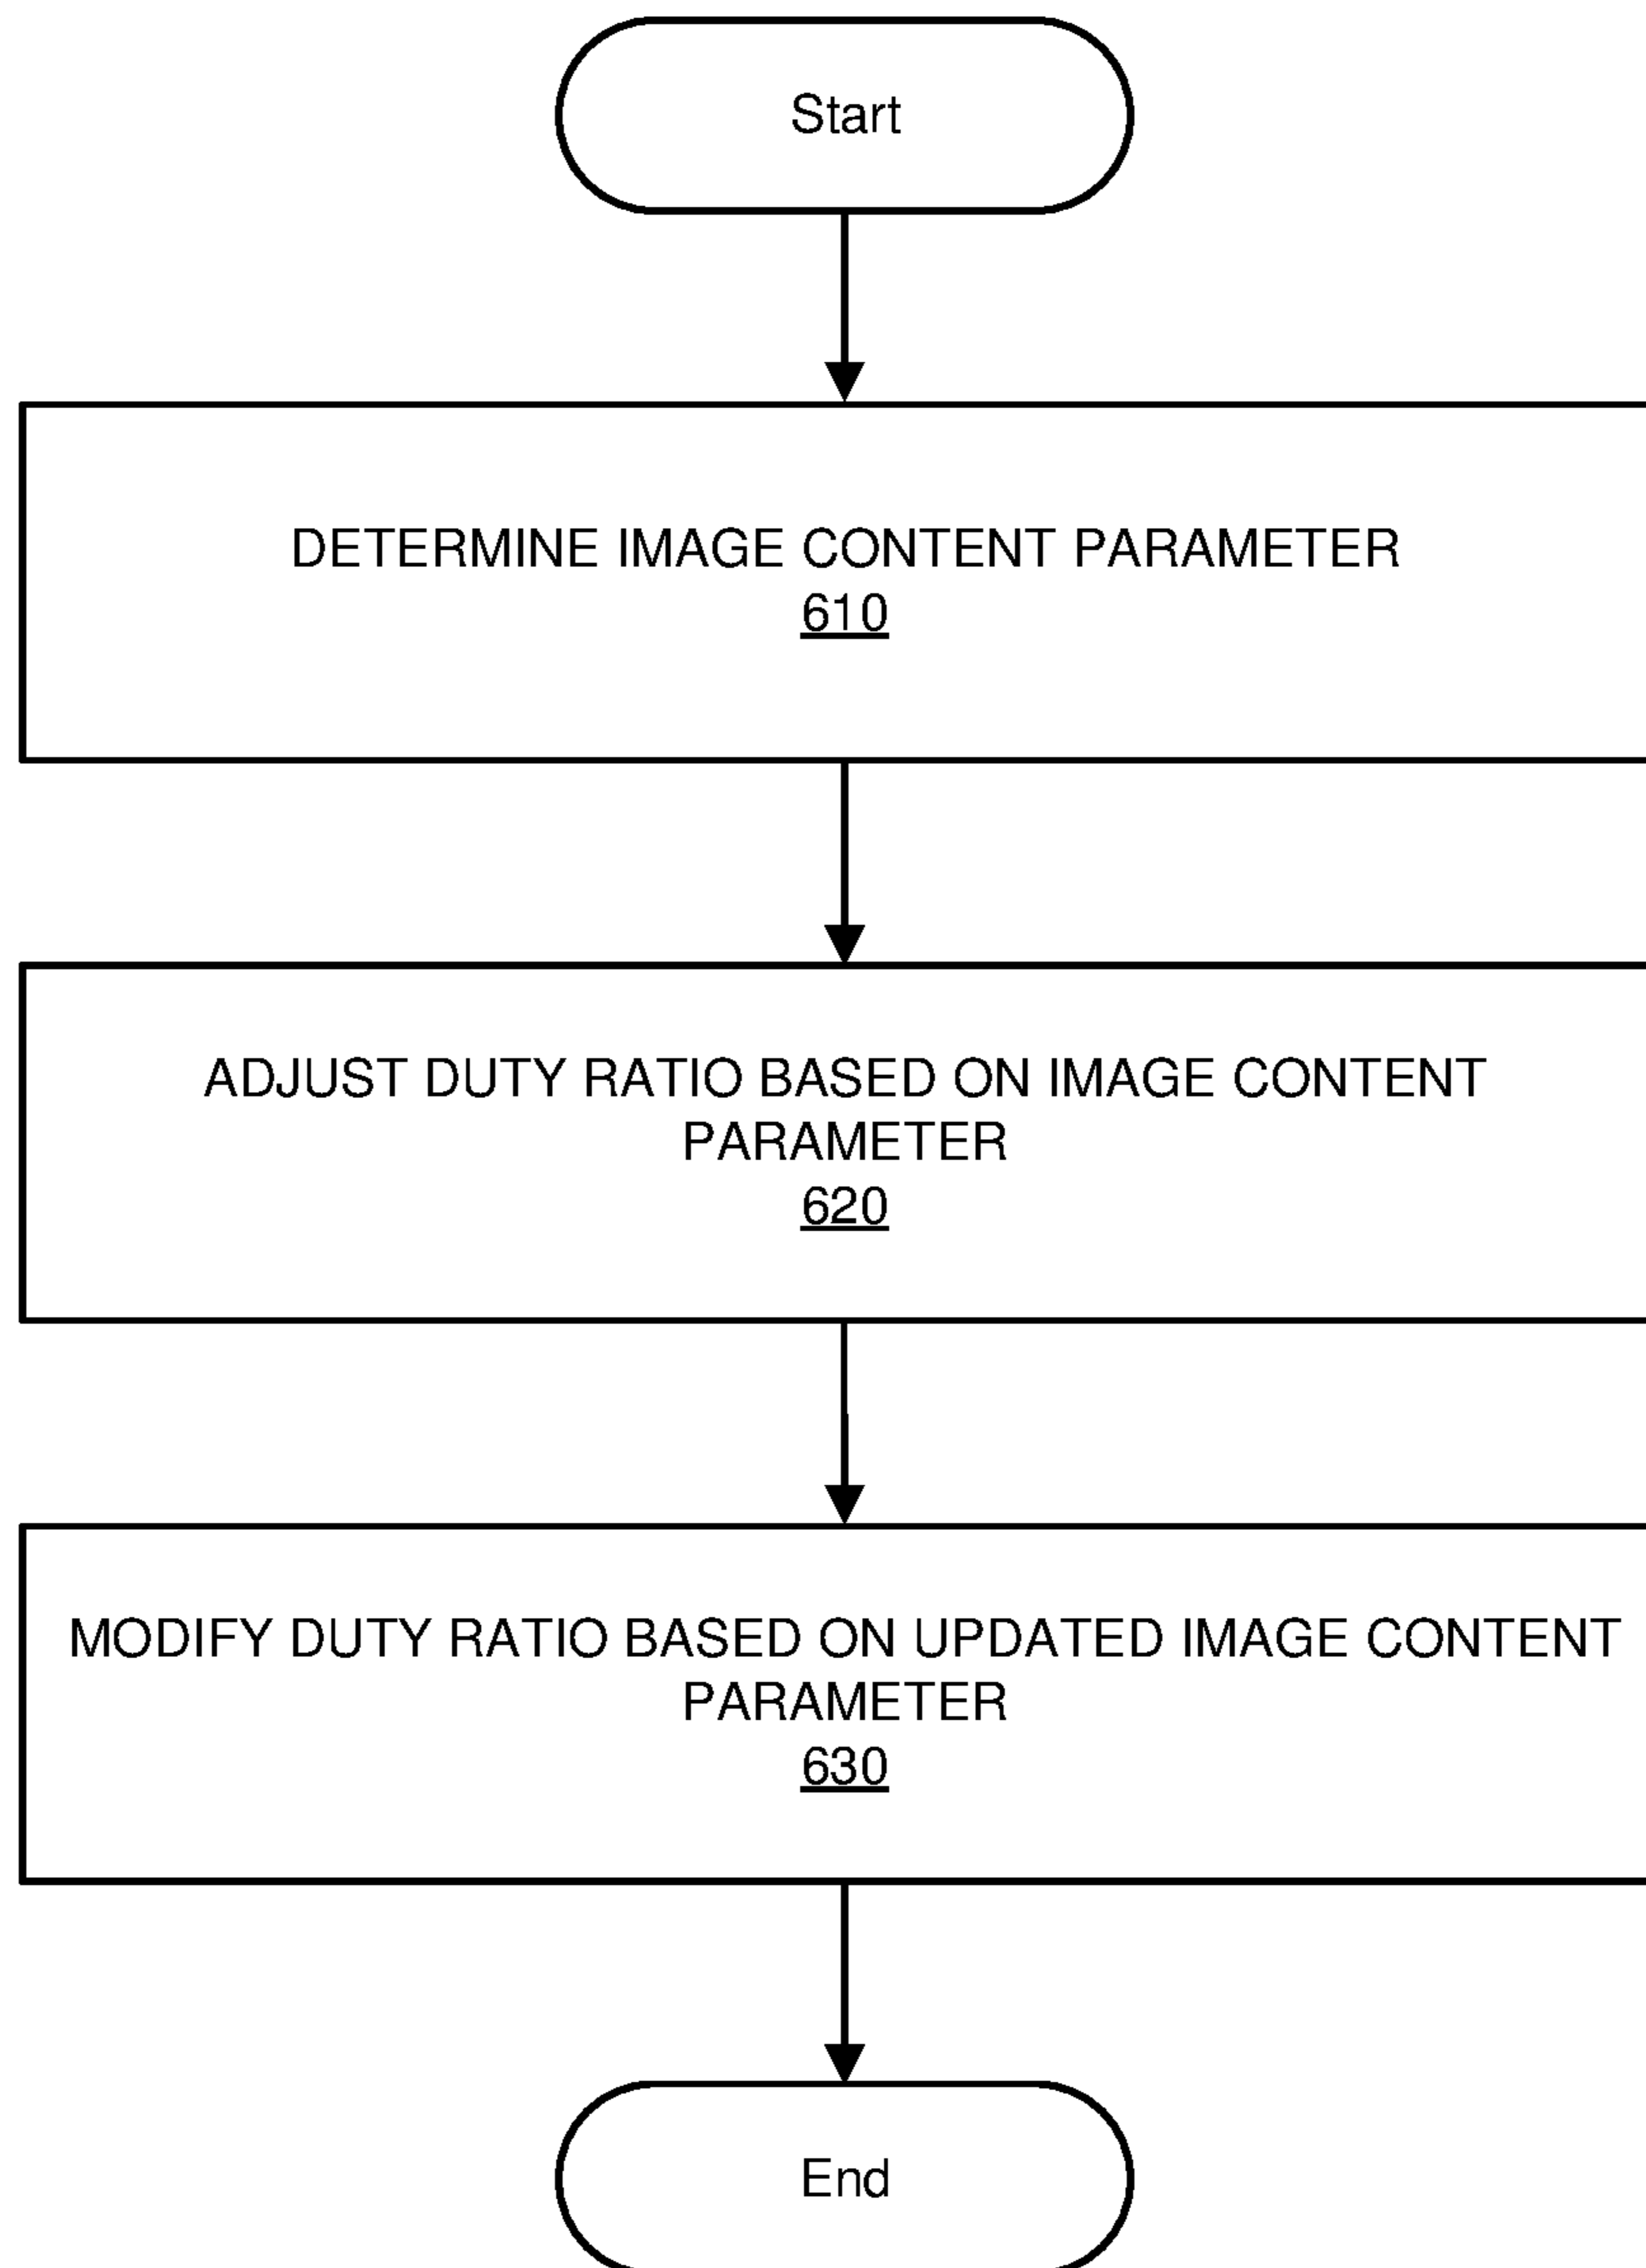 Start
DETERMINE IMAGE CONTENT PARAMETER
610
ADJUST DUTY RATIO BASED ON IMAGE CONTENT
PARAMETER
620
MODIFY DUTY RATIO BASED ON UPDATED IMAGE CONTENT
PARAMETER
630
End